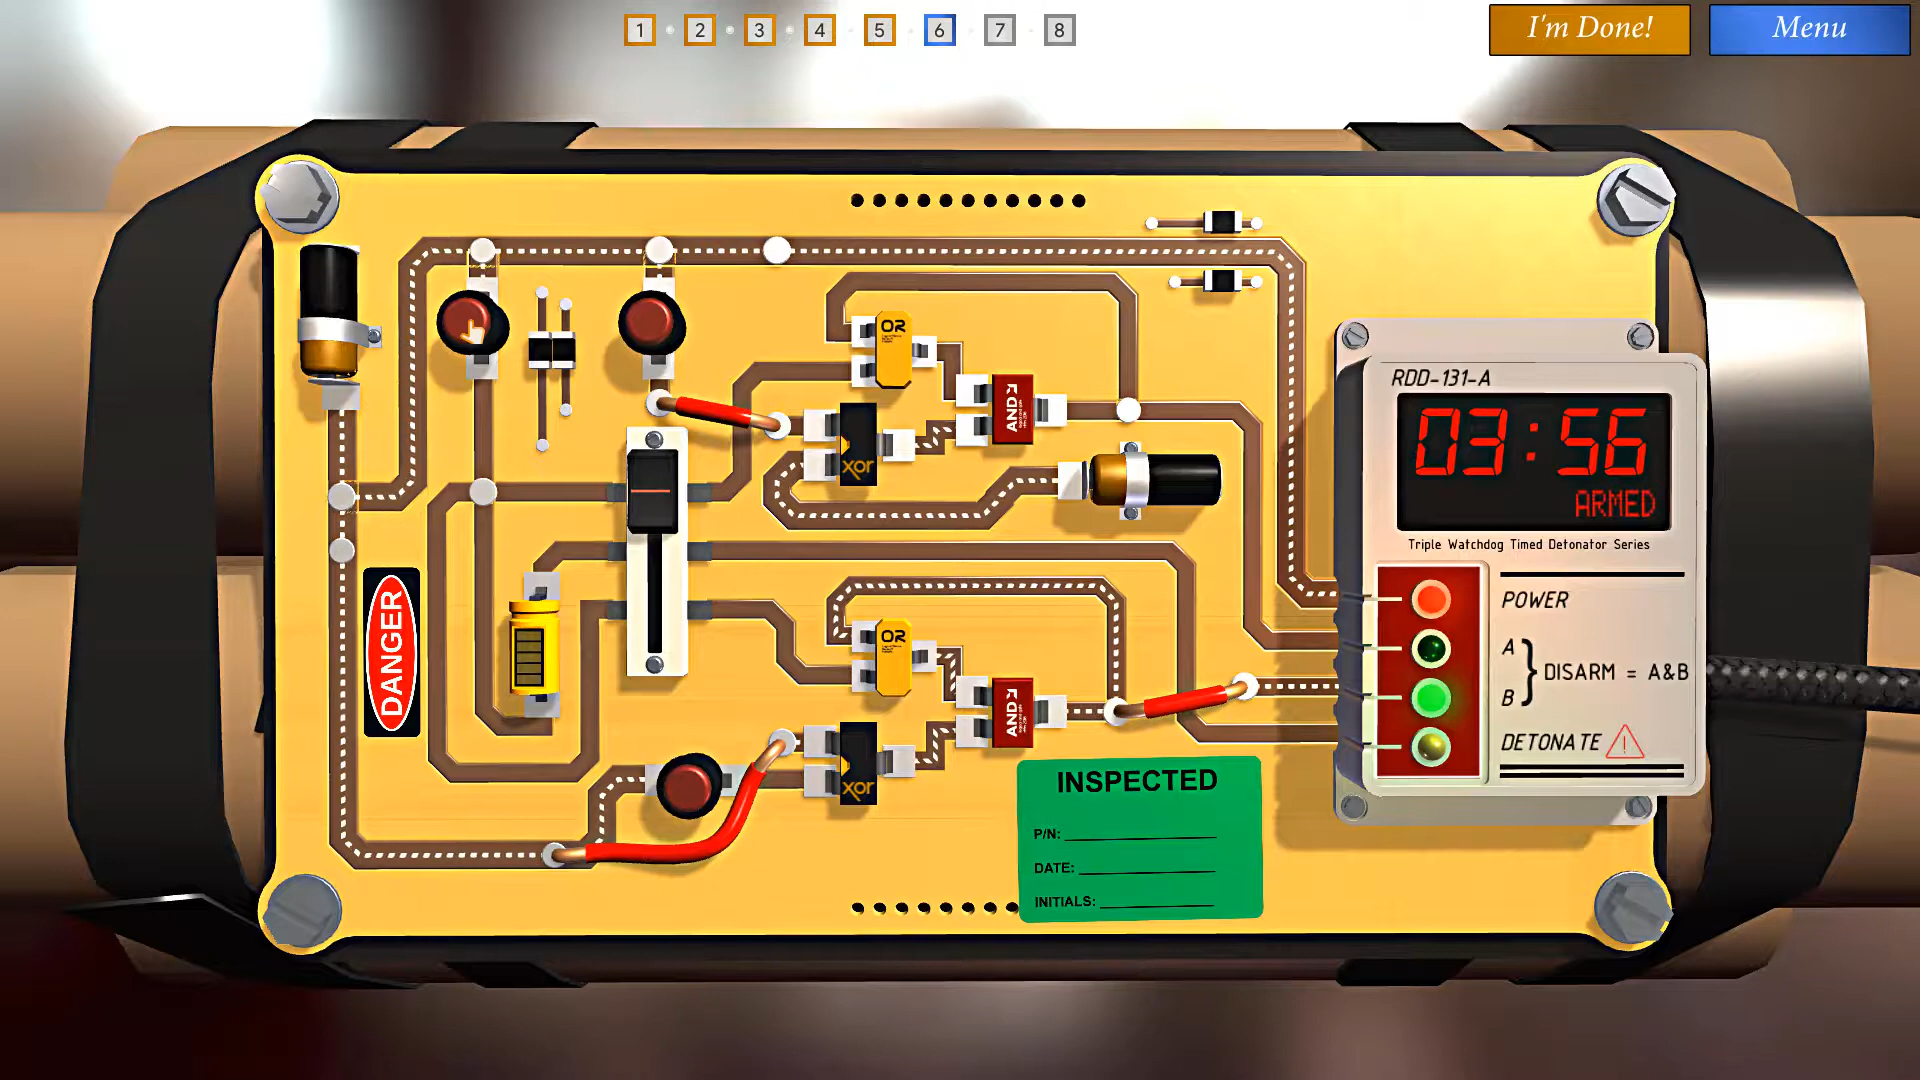 1 2 3 4 5 6 7 8
I'm Done!
Menu
OR
AND
xor
RDD-131-A
03:56
ARMED
Triple Watchdog Timed Detonator Series
POWER
A
B
DISARM = A&B
DETONATE
DANGER
OR
AND
xor
INSPECTED
P/N:
DATE:
INITIALS: